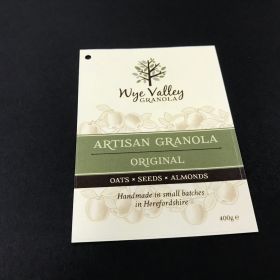 Wye Valley
GRANOLA
ARTISAN GRANOLA
ORIGINAL
OATS • SEEDS • ALMONDS
Handmade in small batches
in Herefordshire
400g e